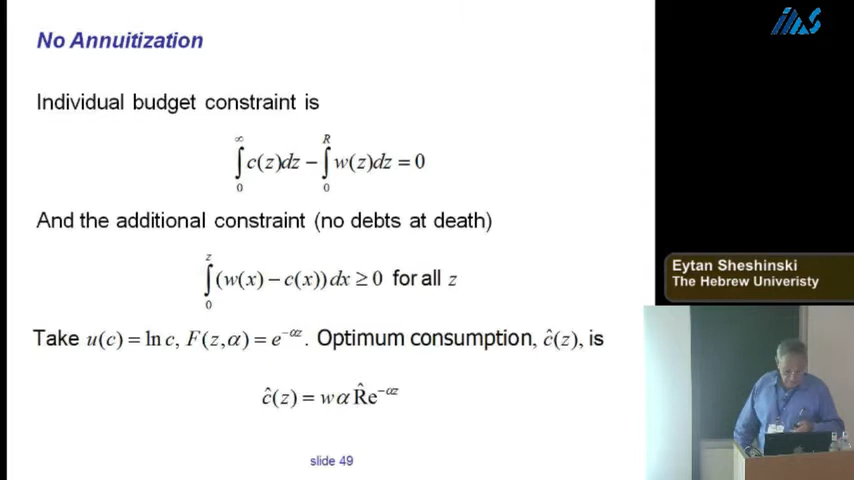 No Annuitization
IIAS
Individual budget constraint is
∫₀^∞ c(z)dz − ∫₀^R w(z)dz = 0
And the additional constraint (no debts at death)
∫₀^z (w(x) − c(x))dx ≥ 0 for all z
Eytan Sheshinski
The Hebrew Univeristy
Take u(c) = ln c, F(z,α) = e^{−αz}. Optimum consumption, ĉ(z), is
ĉ(z) = wαR̂e^{−αz}
slide 49